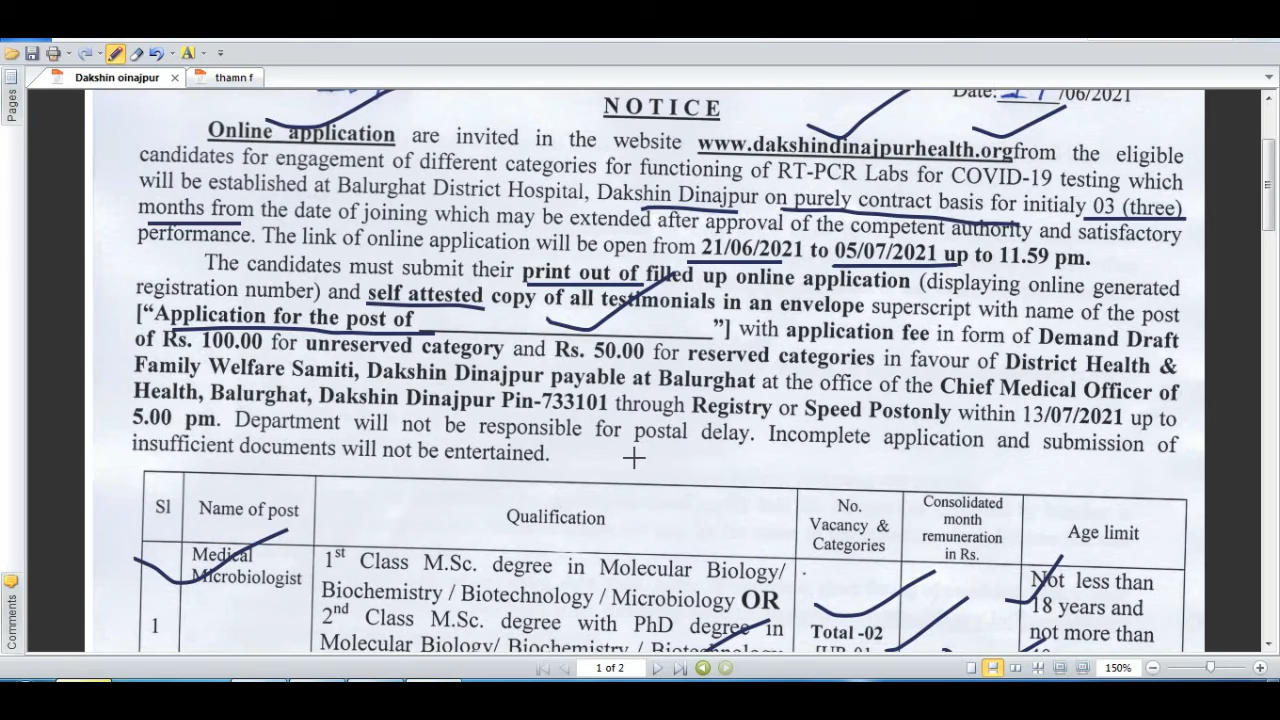 Dakshin oinajpur
thamn f
Pages
Date: 21/06/2021
NOTICE
Online application are invited in the website www.dakshindinajpurhealth.orgfrom the eligible
candidates for engagement of different categories for functioning of RT-PCR Labs for COVID-19 testing which
will be established at Balurghat District Hospital, Dakshin Dinajpur on purely contract basis for initialy 03 (three)
months from the date of joining which may be extended after approval of the competent authority and satisfactory
performance. The link of online application will be open from 21/06/2021 to 05/07/2021 up to 11.59 pm.
The candidates must submit their print out of filled up online application (displaying online generated
registration number) and self attested copy of all testimonials in an envelope superscript with name of the post
["Application for the post of ____________________"] with application fee in form of Demand Draft
of Rs. 100.00 for unreserved category and Rs. 50.00 for reserved categories in favour of District Health &
Family Welfare Samiti, Dakshin Dinajpur payable at Balurghat at the office of the Chief Medical Officer of
Health, Balurghat, Dakshin Dinajpur Pin-733101 through Registry or Speed Postonly within 13/07/2021 up to
5.00 pm. Department will not be responsible for postal delay. Incomplete application and submission of
insufficient documents will not be entertained.
Sl
Name of post
Qualification
No.
Vacancy &
Categories
Consolidated
month
remuneration
in Rs.
Age limit
1
Medical
Microbiologist
1st Class M.Sc. degree in Molecular Biology/
Biochemistry / Biotechnology / Microbiology OR
2nd Class M.Sc. degree with PhD degree in
Molecular Biology/ Biochemistry / Biotechnology
Total -02
Not less than
18 years and
not more than
Comments
1 of 2
150%